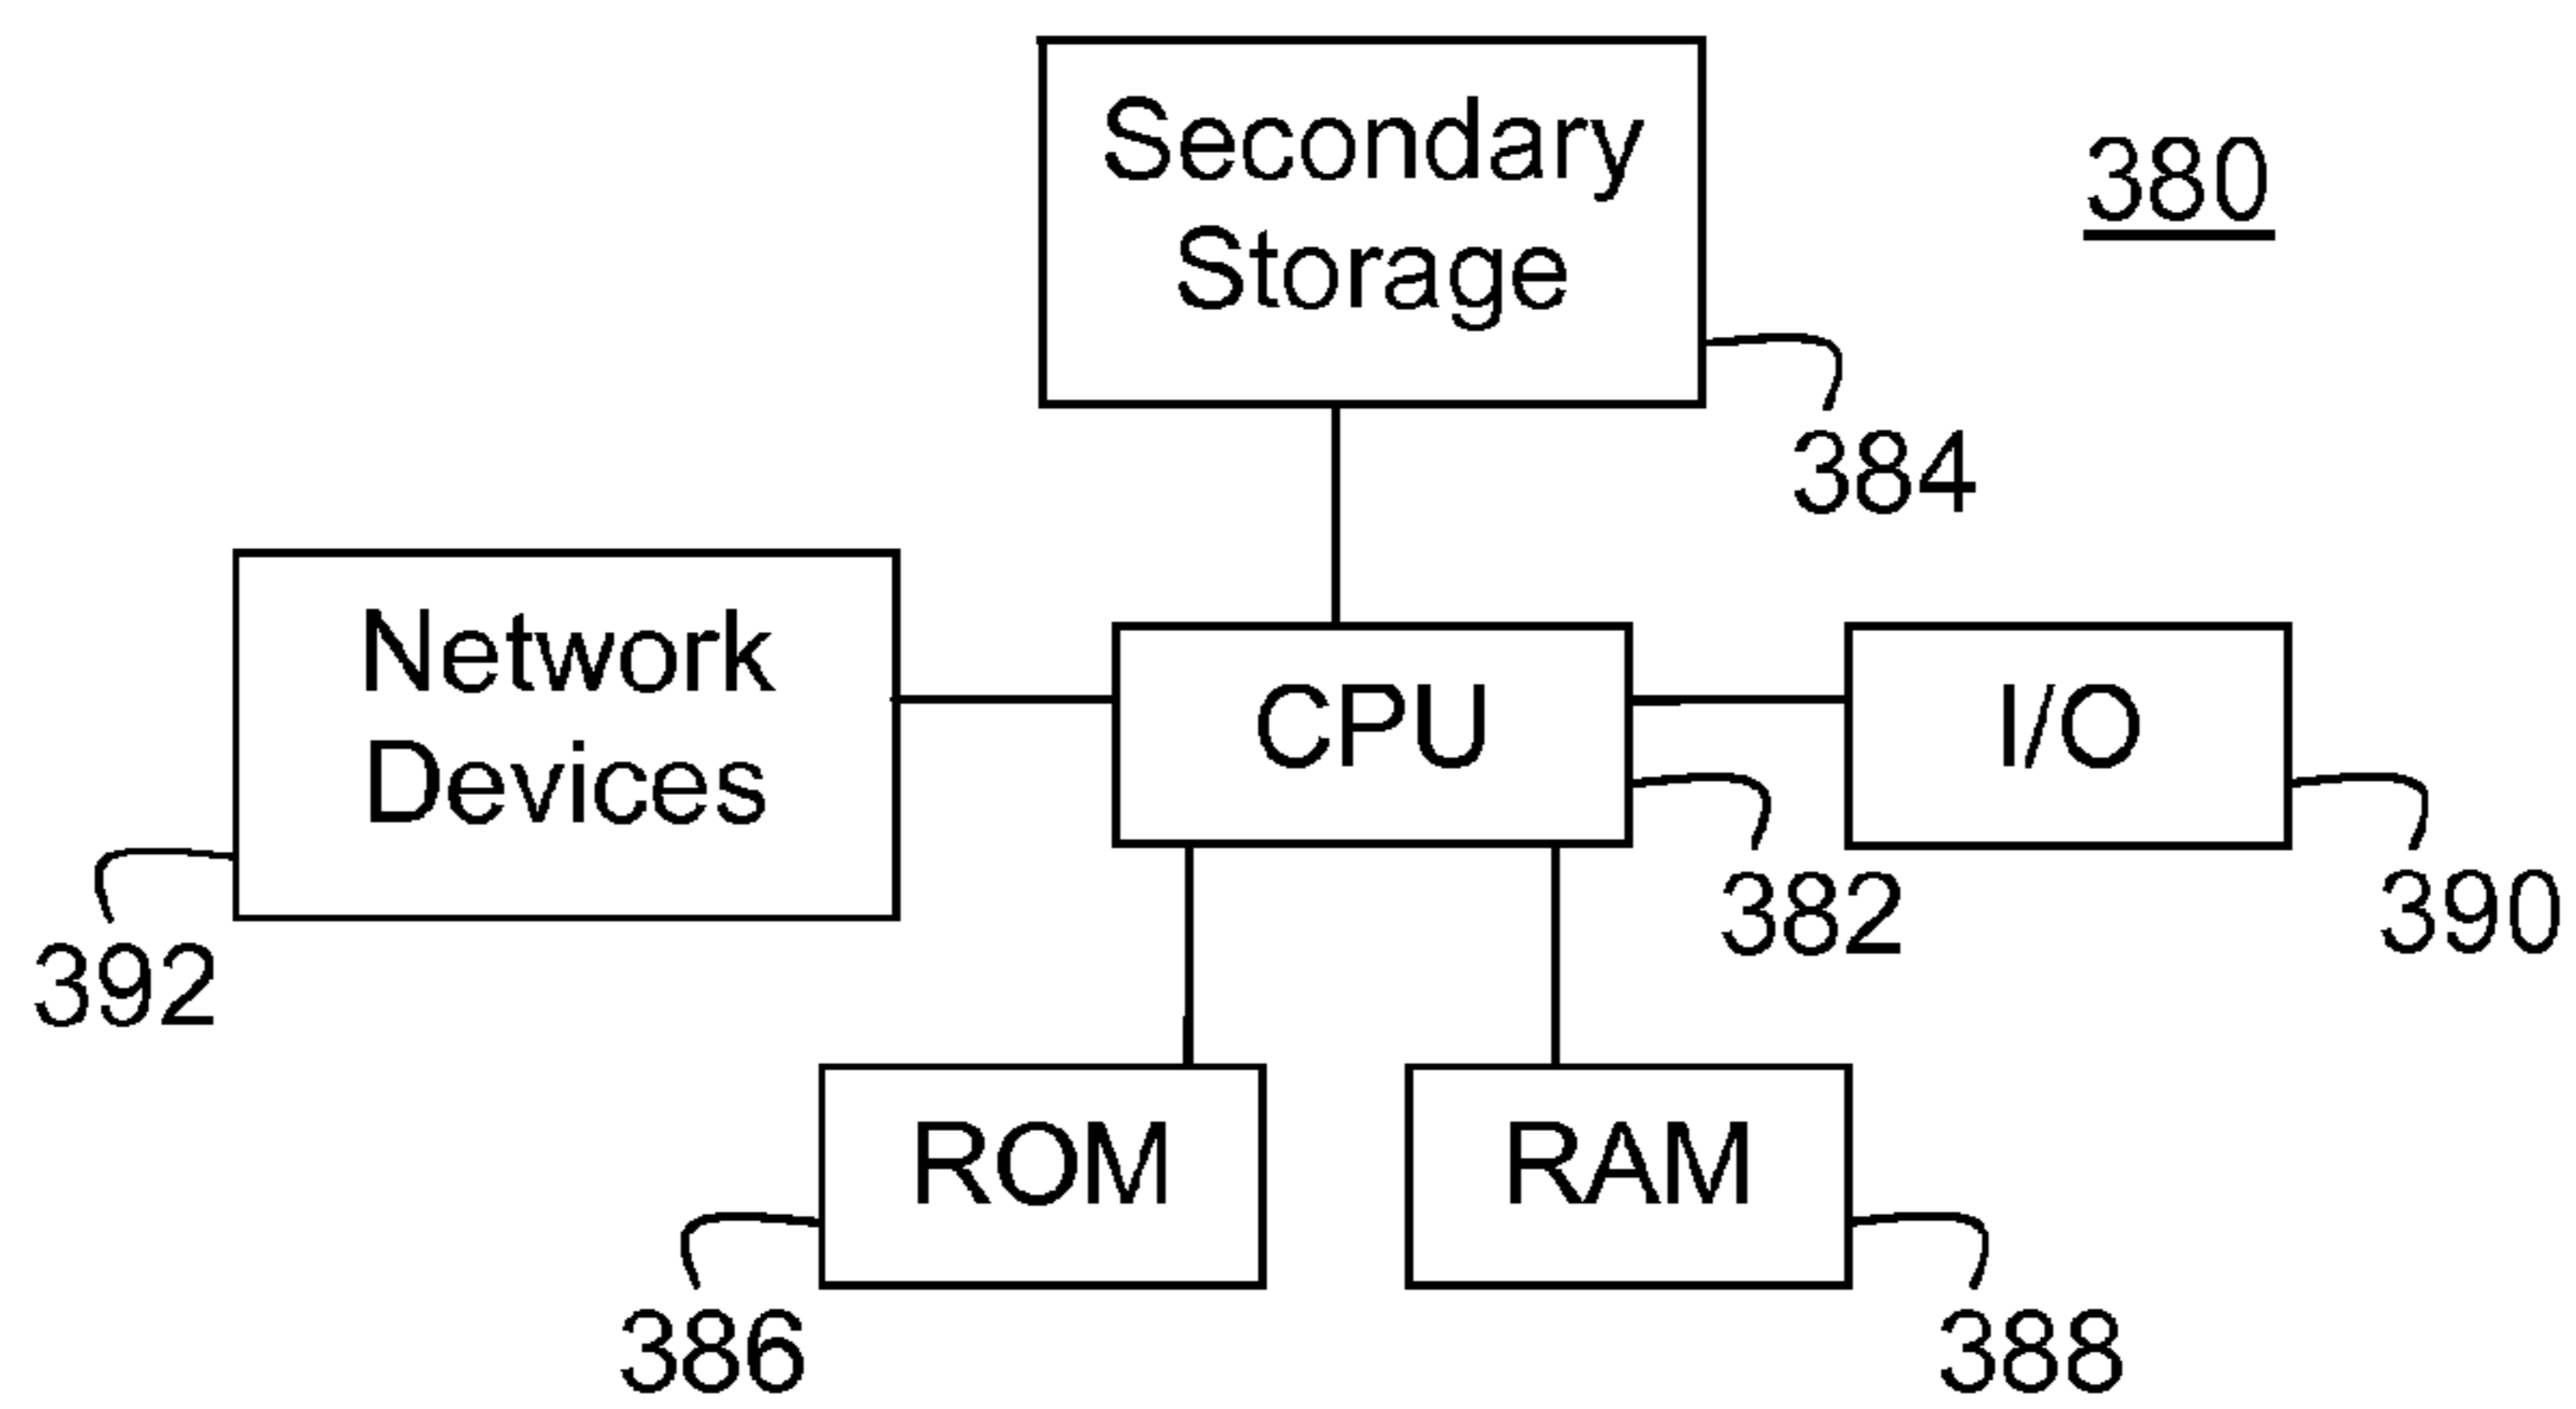 Secondary
Storage
380
384
Network
Devices
CPU
I/O
392
382
390
ROM
RAM
386
388